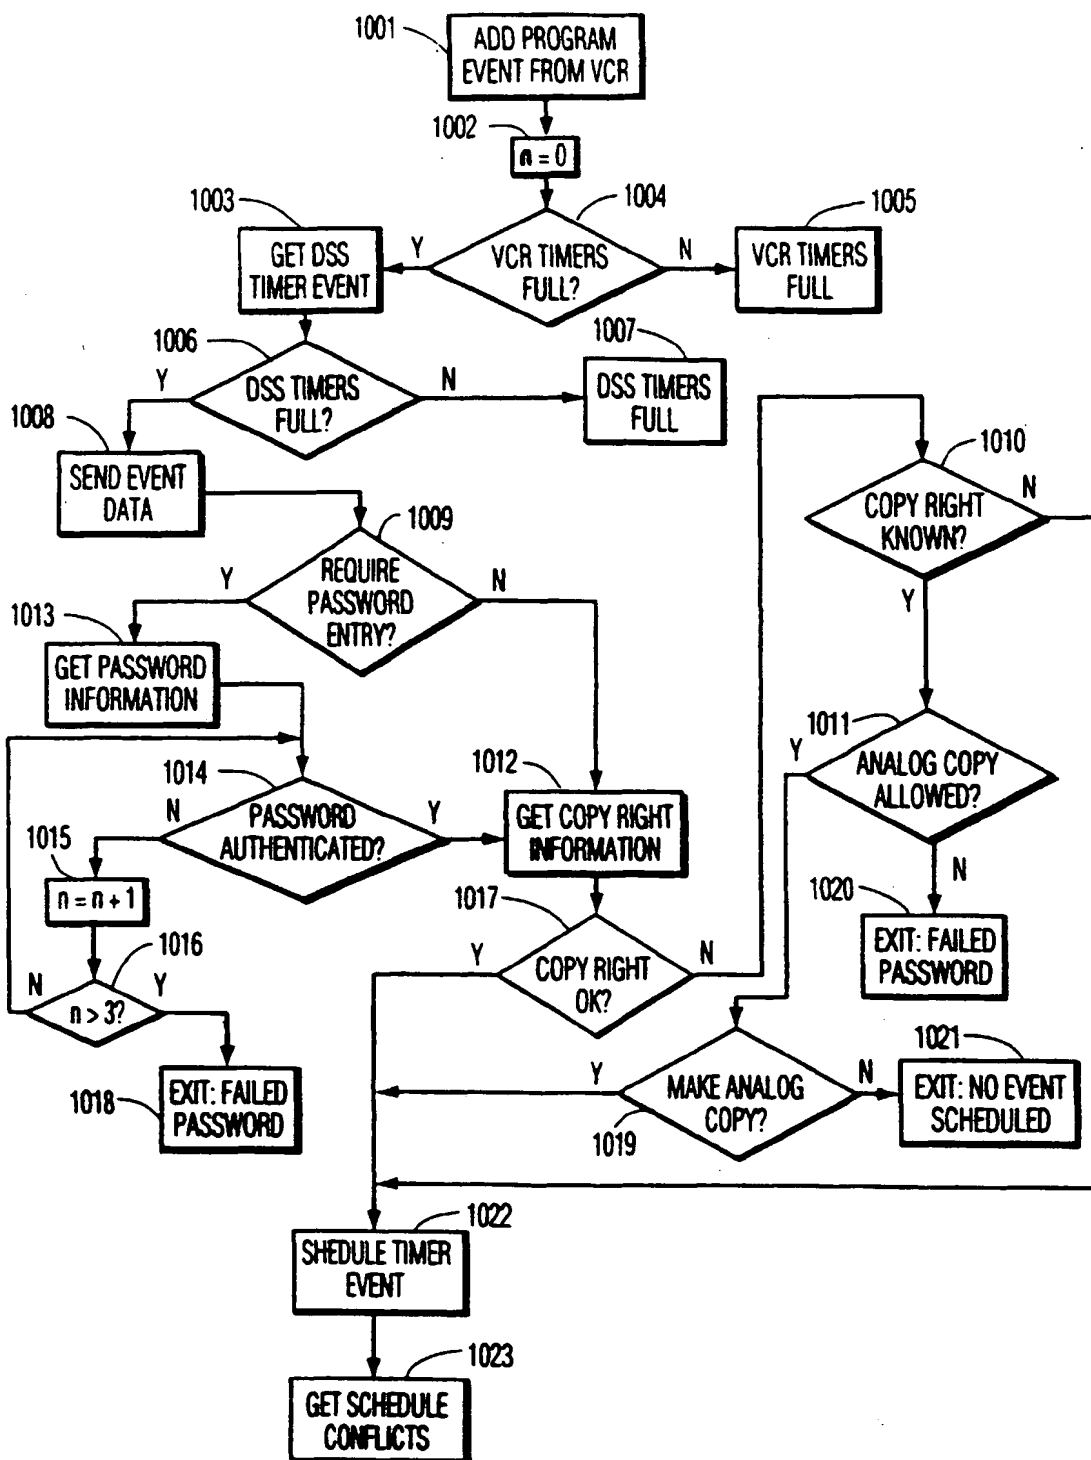 1001
ADD PROGRAM
EVENT FROM VCR
1002
n = 0
1003
GET DSS
TIMER EVENT
Y
1004
VCR TIMERS
FULL?
N
1005
VCR TIMERS
FULL
1006
Y
DSS TIMERS
FULL?
N
1007
DSS TIMERS
FULL
1008
SEND EVENT
DATA
1009
Y
REQUIRE
PASSWORD
ENTRY?
N
1010
COPY RIGHT
KNOWN?
N
Y
1013
GET PASSWORD
INFORMATION
1014
N
PASSWORD
AUTHENTICATED?
Y
1012
GET COPY RIGHT
INFORMATION
1011
Y
ANALOG COPY
ALLOWED?
N
1015
n = n + 1
1016
N
n > 3?
Y
1017
Y
COPY RIGHT
OK?
N
1020
EXIT: FAILED
PASSWORD
1018
EXIT: FAILED
PASSWORD
Y
MAKE ANALOG
COPY?
1019
N
1021
EXIT: NO EVENT
SCHEDULED
1022
SHEDULE TIMER
EVENT
1023
GET SCHEDULE
CONFLICTS